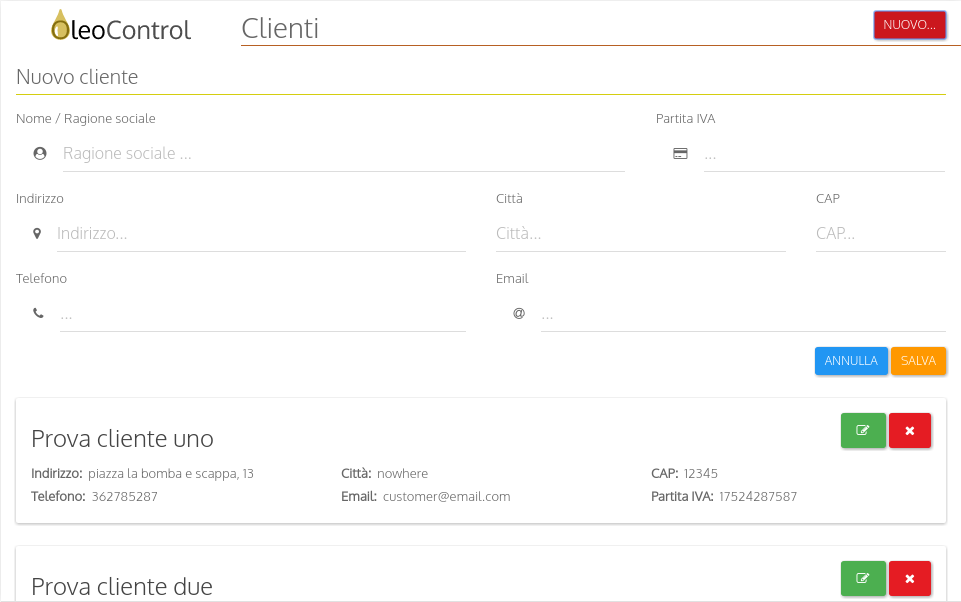 OleoControl
Clienti
NUOVO...
Nuovo cliente
Nome / Ragione sociale
Partita IVA
Ragione sociale ...
...
Indirizzo
Città
CAP
Indirizzo...
Città...
CAP...
Telefono
Email
...
@ ...
ANNULLA
SALVA
Prova cliente uno
Indirizzo: piazza la bomba e scappa, 13
Città: nowhere
CAP: 12345
Telefono: 362785287
Email: customer@email.com
Partita IVA: 17524287587
Prova cliente due